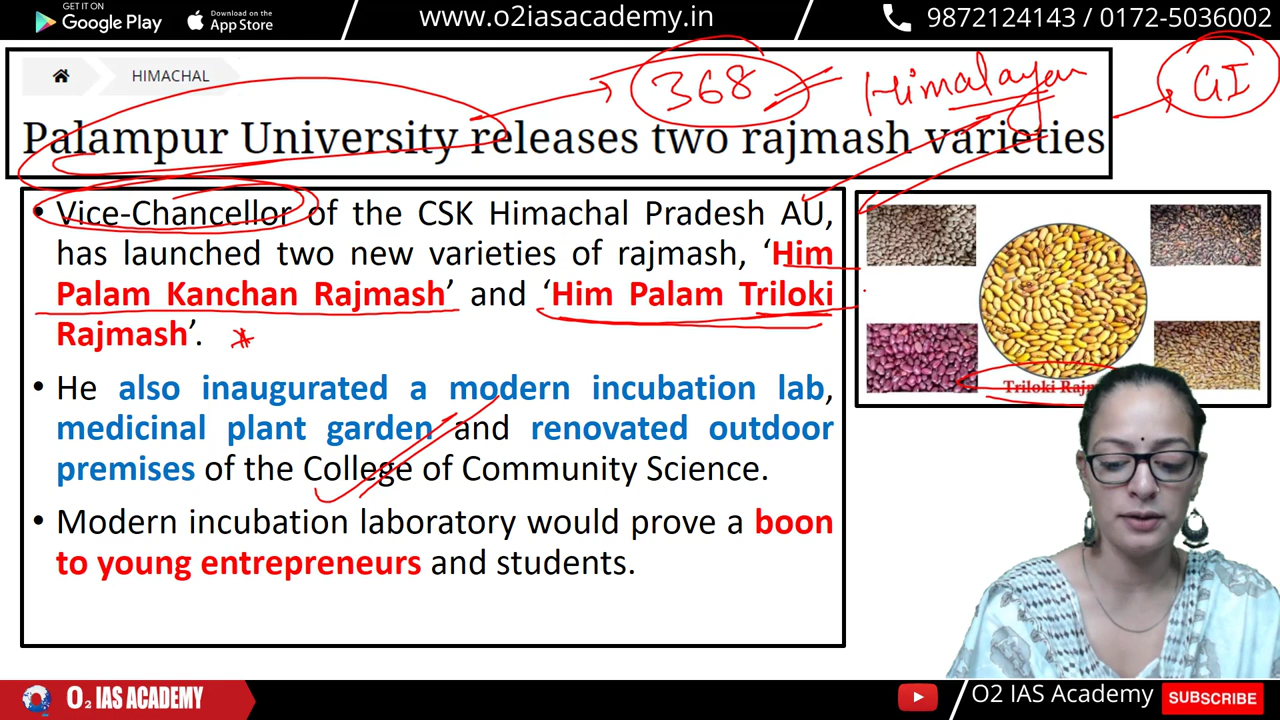 GET IT ON
Google Play
Download on the
App Store
www.o2iasacademy.in
9872124143 / 0172-5036002
HIMACHAL
368
Himalayan
GI
Palampur University releases two rajmash varieties
• Vice-Chancellor of the CSK Himachal Pradesh AU,
has launched two new varieties of rajmash, ‘Him
Palam Kanchan Rajmash’ and ‘Him Palam Triloki
Rajmash’.
• He also inaugurated a modern incubation lab,
medicinal plant garden and renovated outdoor
premises of the College of Community Science.
• Modern incubation laboratory would prove a boon
to young entrepreneurs and students.
Triloki
O2 IAS ACADEMY
O2 IAS Academy
SUBSCRIBE